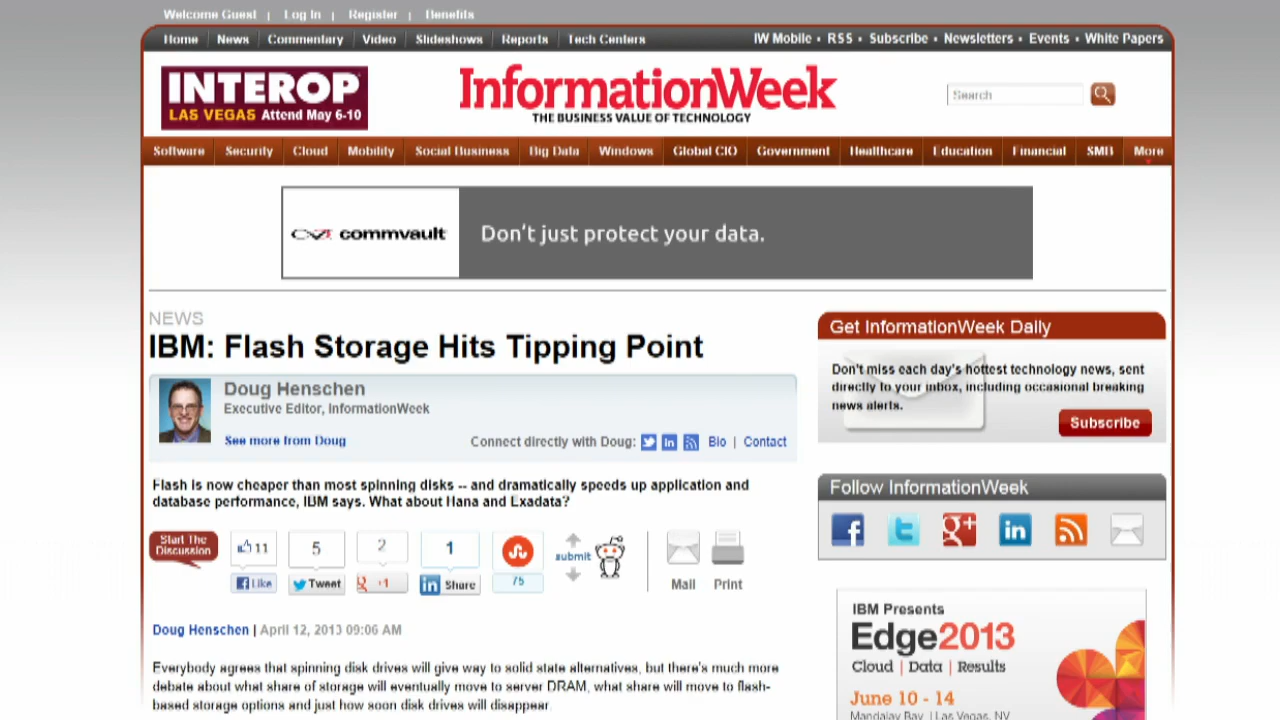 Welcome Guest | Log In | Register | Benefits
Home News Commentary Video Slideshows Reports Tech Centers IW Mobile • RSS • Subscribe • Newsletters • Events • White Papers
INTEROP
LAS VEGAS Attend May 6-10
InformationWeek
THE BUSINESS VALUE OF TECHNOLOGY
Search
Software Security Cloud Mobility Social Business Big Data Windows Global CIO Government Healthcare Education Financial SMB More
commvault Don't just protect your data.
NEWS
IBM: Flash Storage Hits Tipping Point
Doug Henschen
Executive Editor, InformationWeek
See more from Doug Connect directly with Doug: Bio | Contact
Flash is now cheaper than most spinning disks -- and dramatically speeds up application and
database performance, IBM says. What about Hana and Exadata?
Start The
Discussion
11 5 2 1
Like Tweet +1 Share 75 submit Mail Print
Doug Henschen | April 12, 2013 09:06 AM
Everybody agrees that spinning disk drives will give way to solid state alternatives, but there's much more
debate about what share of storage will eventually move to server DRAM, what share will move to flash-
based storage options and just how soon disk drives will disappear.
Get InformationWeek Daily
Don't miss each day's hottest technology news, sent
directly to your inbox, including occasional breaking
news alerts.
Subscribe
Follow InformationWeek
IBM Presents
Edge2013
Cloud | Data | Results
June 10 - 14
Mandalay Bay | Las Vegas, NV